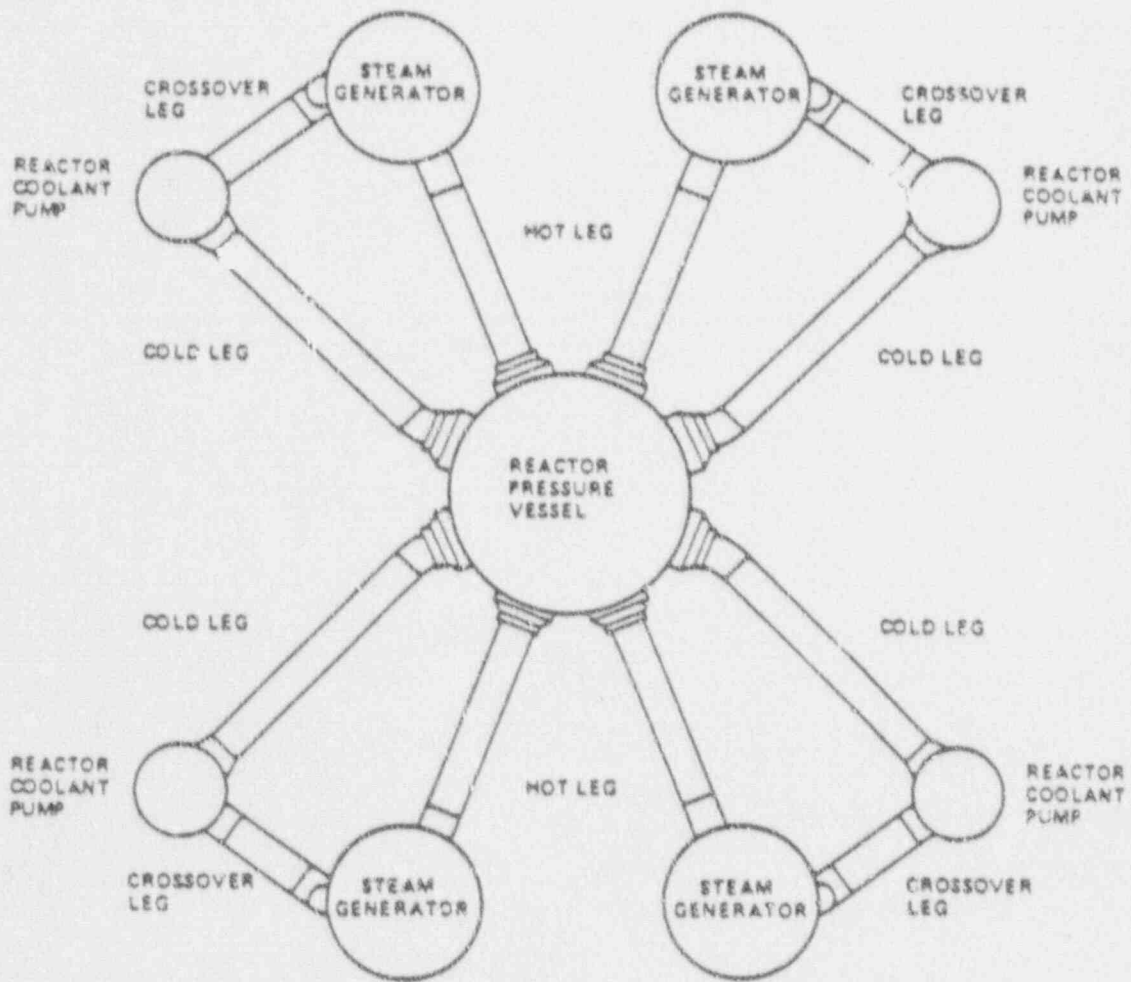 STEAM
GENERATOR
STEAM
GENERATOR
CROSSOVER
LEG
CROSSOVER
LEG
REACTOR
COOLANT
PUMP
REACTOR
COOLANT
PUMP
HOT LEG
COLD LEG
COLD LEG
REACTOR
PRESSURE
VESSEL
COLD LEG
COLD LEG
REACTOR
COOLANT
PUMP
HOT LEG
REACTOR
COOLANT
PUMP
CROSSOVER
LEG
STEAM
GENERATOR
STEAM
GENERATOR
CROSSOVER
LEG